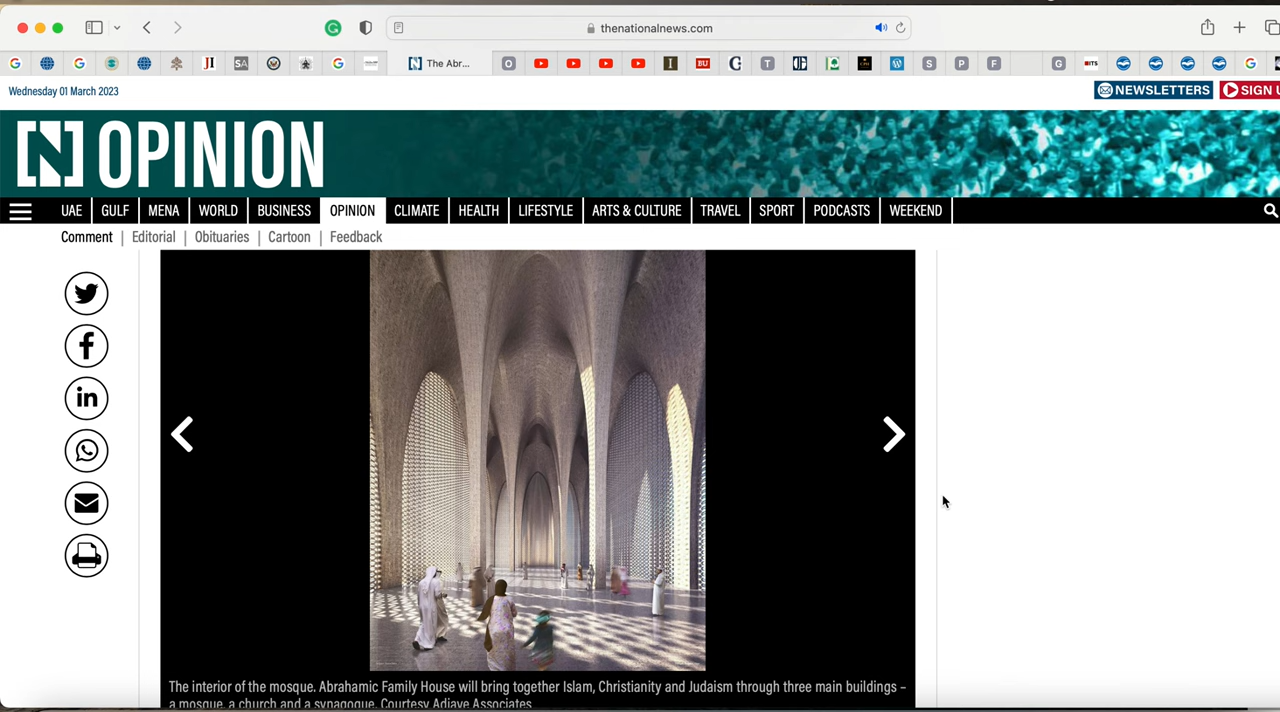 thenationalnews.com
The Abr...
Wednesday 01 March 2023
NEWSLETTERS
SIGN U
[N] OPINION
UAE GULF MENA WORLD BUSINESS OPINION CLIMATE HEALTH LIFESTYLE ARTS & CULTURE TRAVEL SPORT PODCASTS WEEKEND
Comment | Editorial | Obituaries | Cartoon | Feedback
The interior of the mosque. Abrahamic Family House will bring together Islam, Christianity and Judaism through three main buildings –
a mosque, a church and a synagogue. Courtesy Adjaye Associates